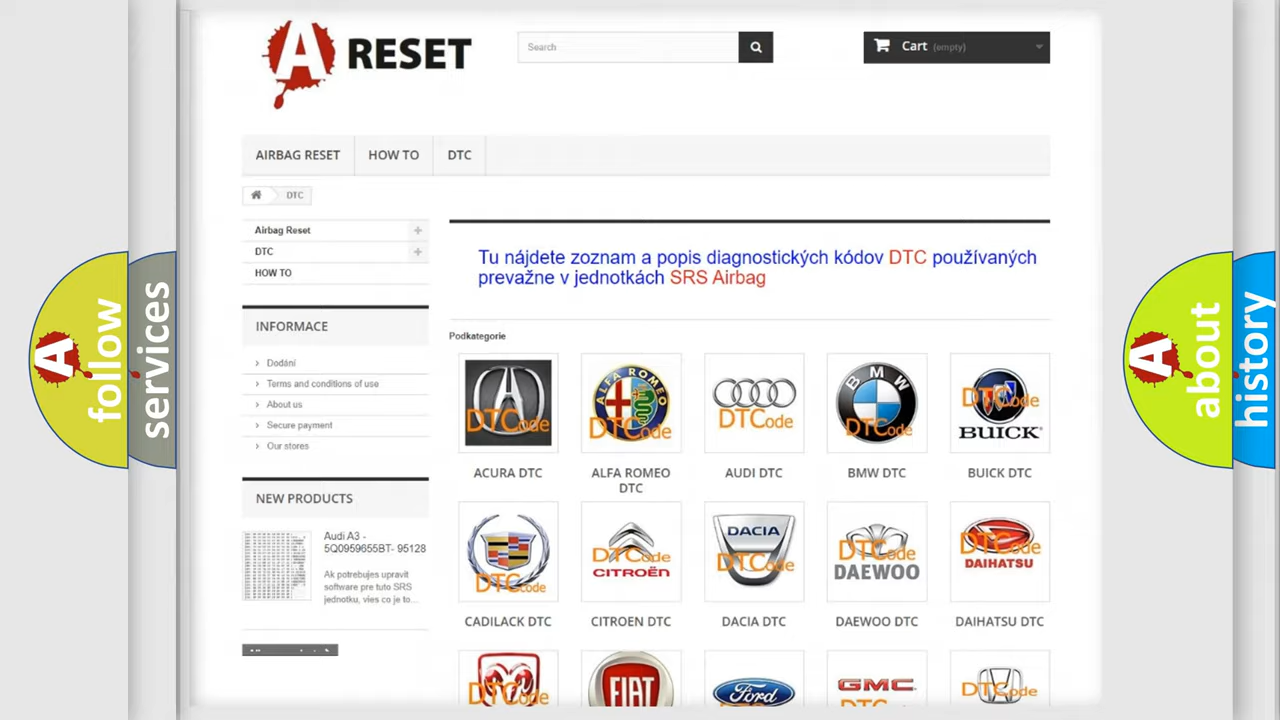 A RESET
Search
Cart (empty)
AIRBAG RESET
HOW TO
DTC
DTC
Airbag Reset
DTC
HOW TO
INFORMACE
Dodání
Terms and conditions of use
About us
Secure payment
Our stores
NEW PRODUCTS
Audi A3 -
5Q0959655BT- 95128
Ak potrebujes upravit
software pre tuto SRS
jednotku, vies co je to...
Tu nájdete zoznam a popis diagnostických kódov DTC používaných
prevažne v jednotkách SRS Airbag
Podkategorie
DTCode
ALFA ROMEO
DTCode
DTCode
BMW
DTCode
DTCode
BUICK
ACURA DTC
ALFA ROMEO
DTC
AUDI DTC
BMW DTC
BUICK DTC
DTCode
DTCode
CITROËN
DACIA
DTCode
DTCode
DAEWOO
DTCode
DAIHATSU
CADILACK DTC
CITROEN DTC
DACIA DTC
DAEWOO DTC
DAIHATSU DTC
DTCode
FIAT
Ford
GMC
DTCode
A follow
services
A about
history